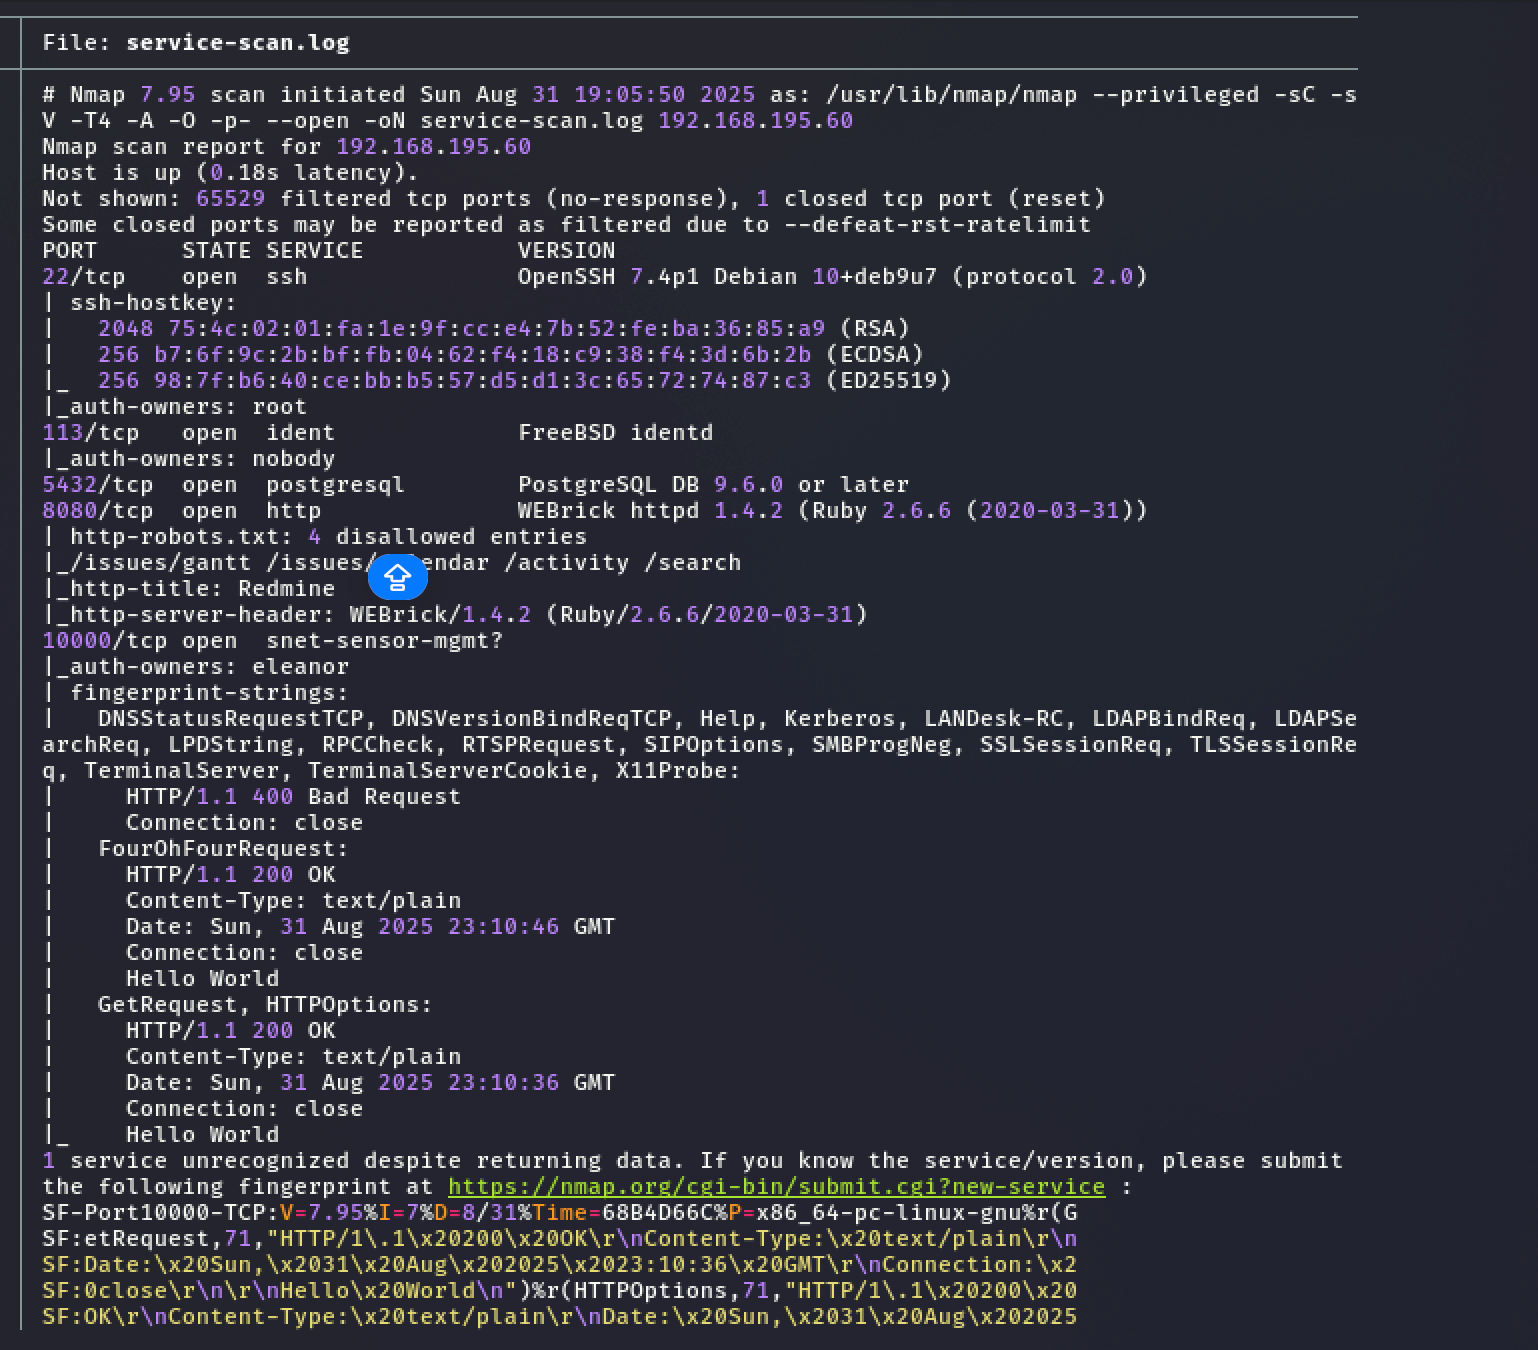 File: service-scan.log
# Nmap 7.95 scan initiated Sun Aug 31 19:05:50 2025 as: /usr/lib/nmap/nmap --privileged -sC -s
V -T4 -A -O -p- --open -oN service-scan.log 192.168.195.60
Nmap scan report for 192.168.195.60
Host is up (0.18s latency).
Not shown: 65529 filtered tcp ports (no-response), 1 closed tcp port (reset)
Some closed ports may be reported as filtered due to --defeat-rst-ratelimit
PORT      STATE SERVICE           VERSION
22/tcp    open  ssh               OpenSSH 7.4p1 Debian 10+deb9u7 (protocol 2.0)
| ssh-hostkey:
|   2048 75:4c:02:01:fa:1e:9f:cc:e4:7b:52:fe:ba:36:85:a9 (RSA)
|   256 b7:6f:9c:2b:bf:fb:04:62:f4:18:c9:38:f4:3d:6b:2b (ECDSA)
|_  256 98:7f:b6:40:ce:bb:b5:57:d5:d1:3c:65:72:74:87:c3 (ED25519)
|_auth-owners: root
113/tcp   open  ident             FreeBSD identd
|_auth-owners: nobody
5432/tcp  open  postgresql        PostgreSQL DB 9.6.0 or later
8080/tcp  open  http              WEBrick httpd 1.4.2 (Ruby 2.6.6 (2020-03-31))
| http-robots.txt: 4 disallowed entries
|_/issues/gantt /issues/ endar /activity /search
|_http-title: Redmine
|_http-server-header: WEBrick/1.4.2 (Ruby/2.6.6/2020-03-31)
10000/tcp open  snet-sensor-mgmt?
|_auth-owners: eleanor
| fingerprint-strings:
|   DNSStatusRequestTCP, DNSVersionBindReqTCP, Help, Kerberos, LANDesk-RC, LDAPBindReq, LDAPSe
archReq, LPDString, RPCCheck, RTSPRequest, SIPOptions, SMBProgNeg, SSLSessionReq, TLSSessionRe
q, TerminalServer, TerminalServerCookie, X11Probe:
|     HTTP/1.1 400 Bad Request
|     Connection: close
|   FourOhFourRequest:
|     HTTP/1.1 200 OK
|     Content-Type: text/plain
|     Date: Sun, 31 Aug 2025 23:10:46 GMT
|     Connection: close
|     Hello World
|   GetRequest, HTTPOptions:
|     HTTP/1.1 200 OK
|     Content-Type: text/plain
|     Date: Sun, 31 Aug 2025 23:10:36 GMT
|     Connection: close
|_    Hello World
1 service unrecognized despite returning data. If you know the service/version, please submit
the following fingerprint at https://nmap.org/cgi-bin/submit.cgi?new-service :
SF-Port10000-TCP:V=7.95%I=7%D=8/31%Time=68B4D66C%P=x86_64-pc-linux-gnu%r(G
SF:etRequest,71,"HTTP/1\.1\x20200\x20OK\r\nContent-Type:\x20text/plain\r\n
SF:Date:\x20Sun,\x2031\x20Aug\x202025\x2023:10:36\x20GMT\r\nConnection:\x2
SF:0close\r\n\r\nHello\x20World\n")%r(HTTPOptions,71,"HTTP/1\.1\x20200\x20
SF:OK\r\nContent-Type:\x20text/plain\r\nDate:\x20Sun,\x2031\x20Aug\x202025